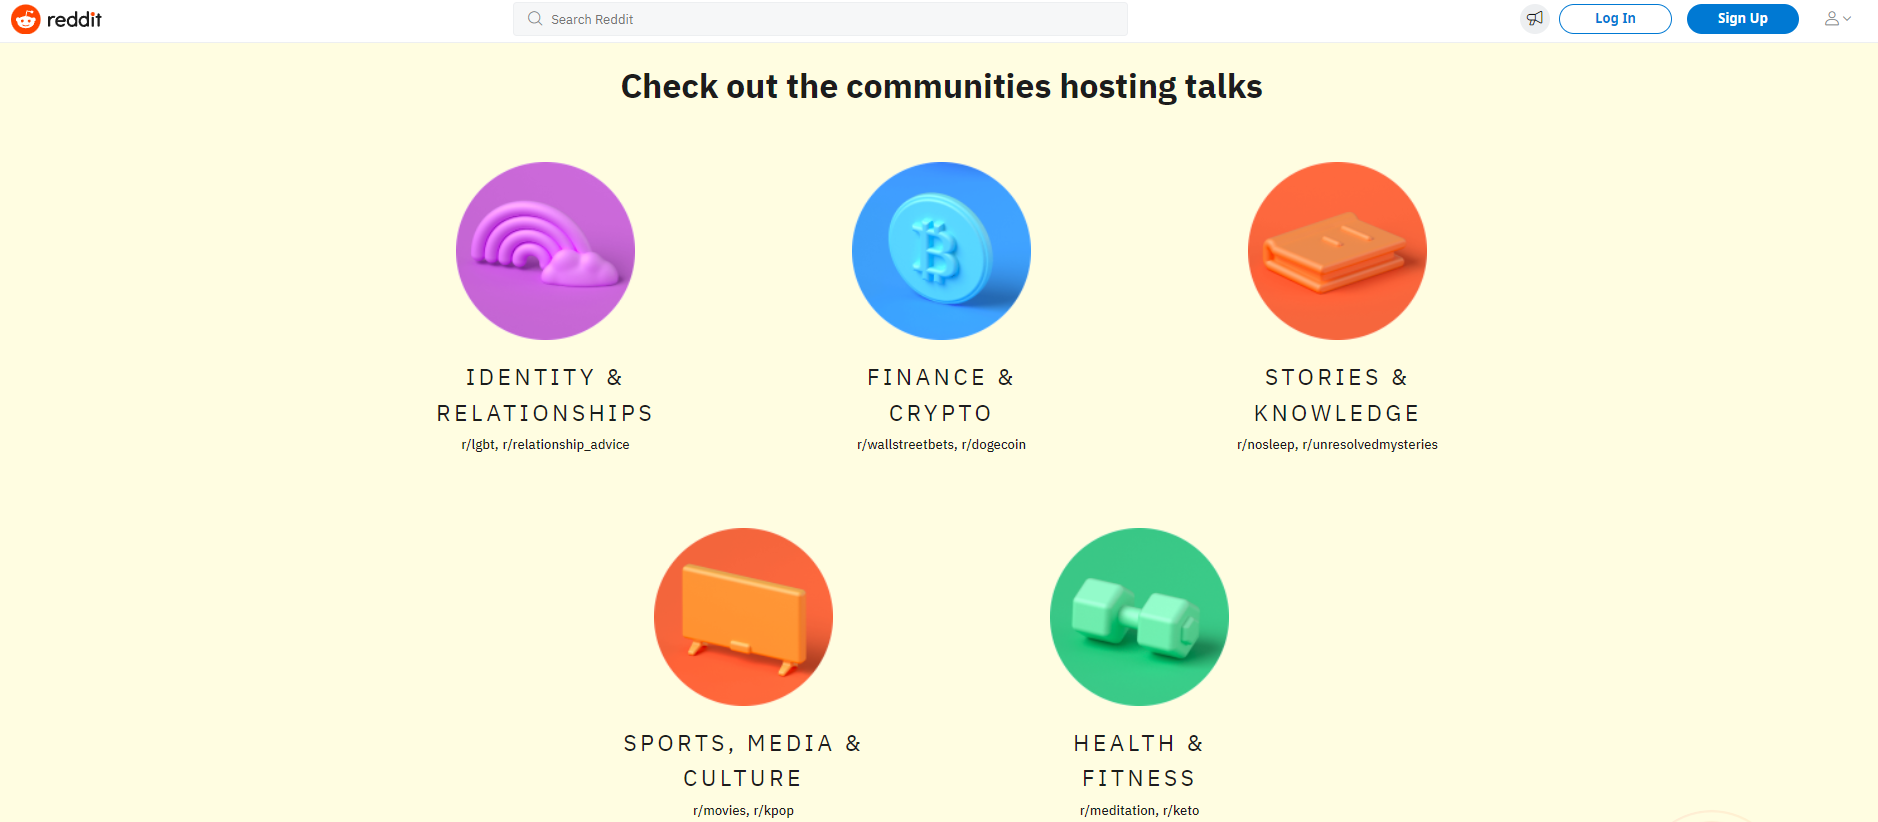 reddit
Search Reddit
Log In
Sign Up
Check out the communities hosting talks
IDENTITY &
RELATIONSHIPS
r/lgbt, r/relationship_advice
FINANCE &
CRYPTO
r/wallstreetbets, r/dogecoin
STORIES &
KNOWLEDGE
r/nosleep, r/unresolvedmysteries
SPORTS, MEDIA &
CULTURE
r/movies, r/kpop
HEALTH &
FITNESS
r/meditation, r/keto